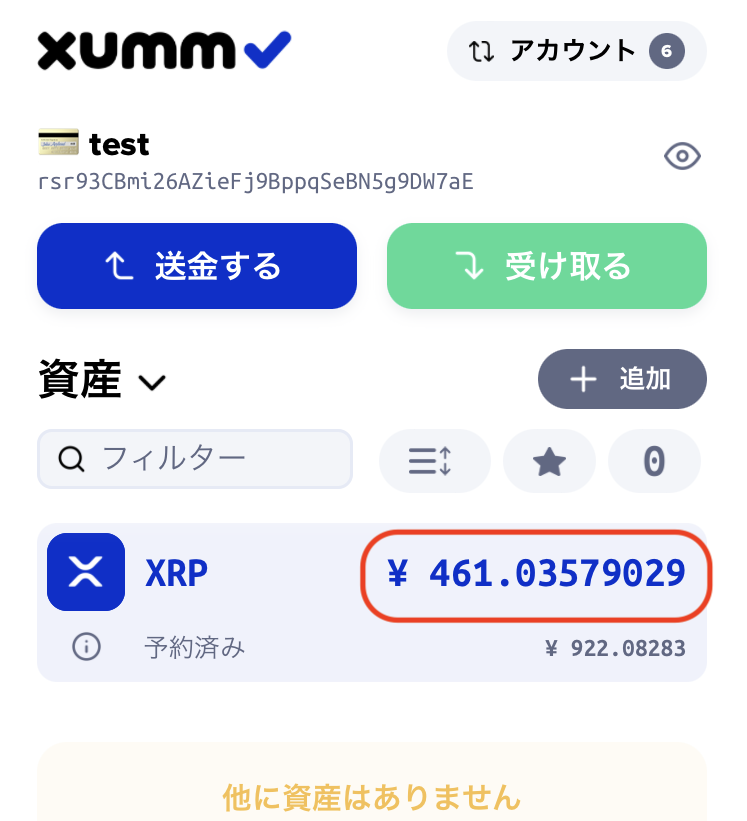 xumm
アカウント 6
test
rsr93CBmi26AZieFj9BppqSeBN5g9DW7aE
送金する 受け取る
資産 追加
フィルター 0
XRP ¥ 461.03579029
予約済み ¥ 922.08283
他に資産はありません